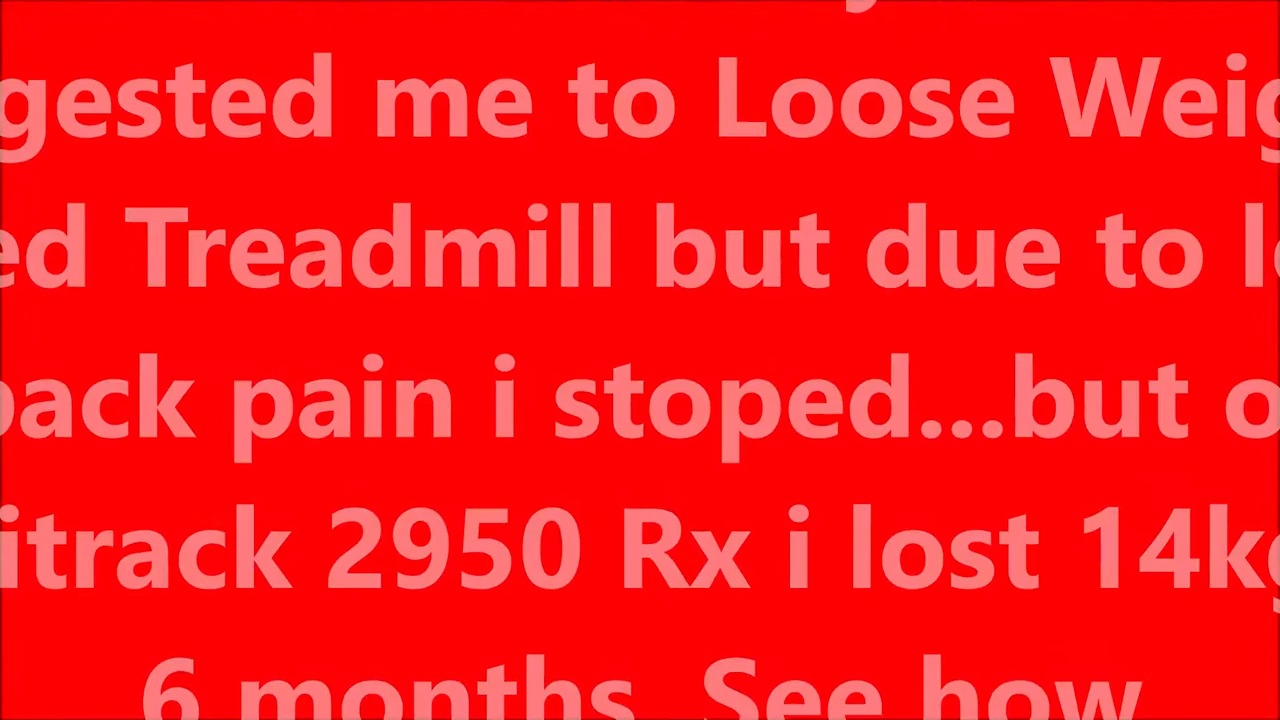 gested me to Loose Weig
ed Treadmill but due to l
back pain i stoped...but o
itrack 2950 Rx i lost 14kg
6 months. See how